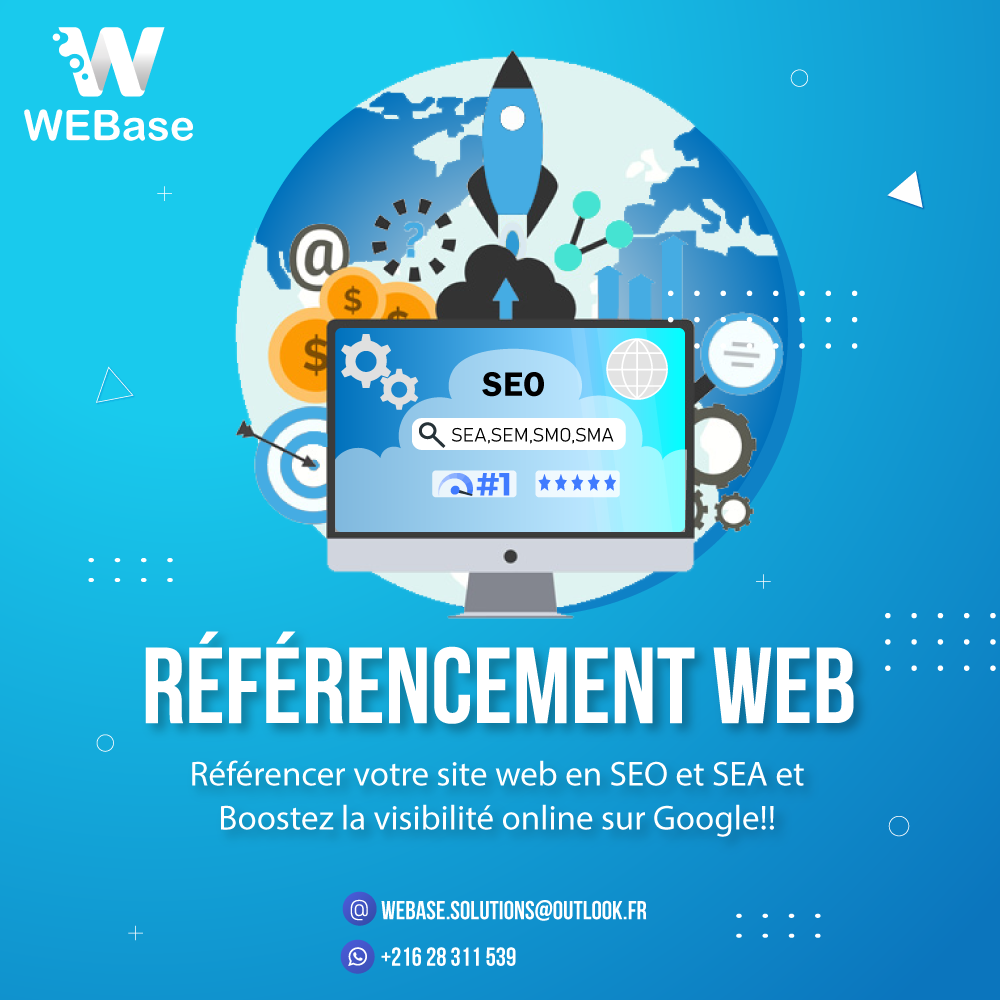 WEBase
@
?
$
$
$
SEO
SEA,SEM,SMO,SMA
#1
RÉFÉRENCEMENT WEB
Référencer votre site web en SEO et SEA et
Boostez la visibilité online sur Google!!
@ WEBASE.SOLUTIONS@OUTLOOK.FR
+216 28 311 539